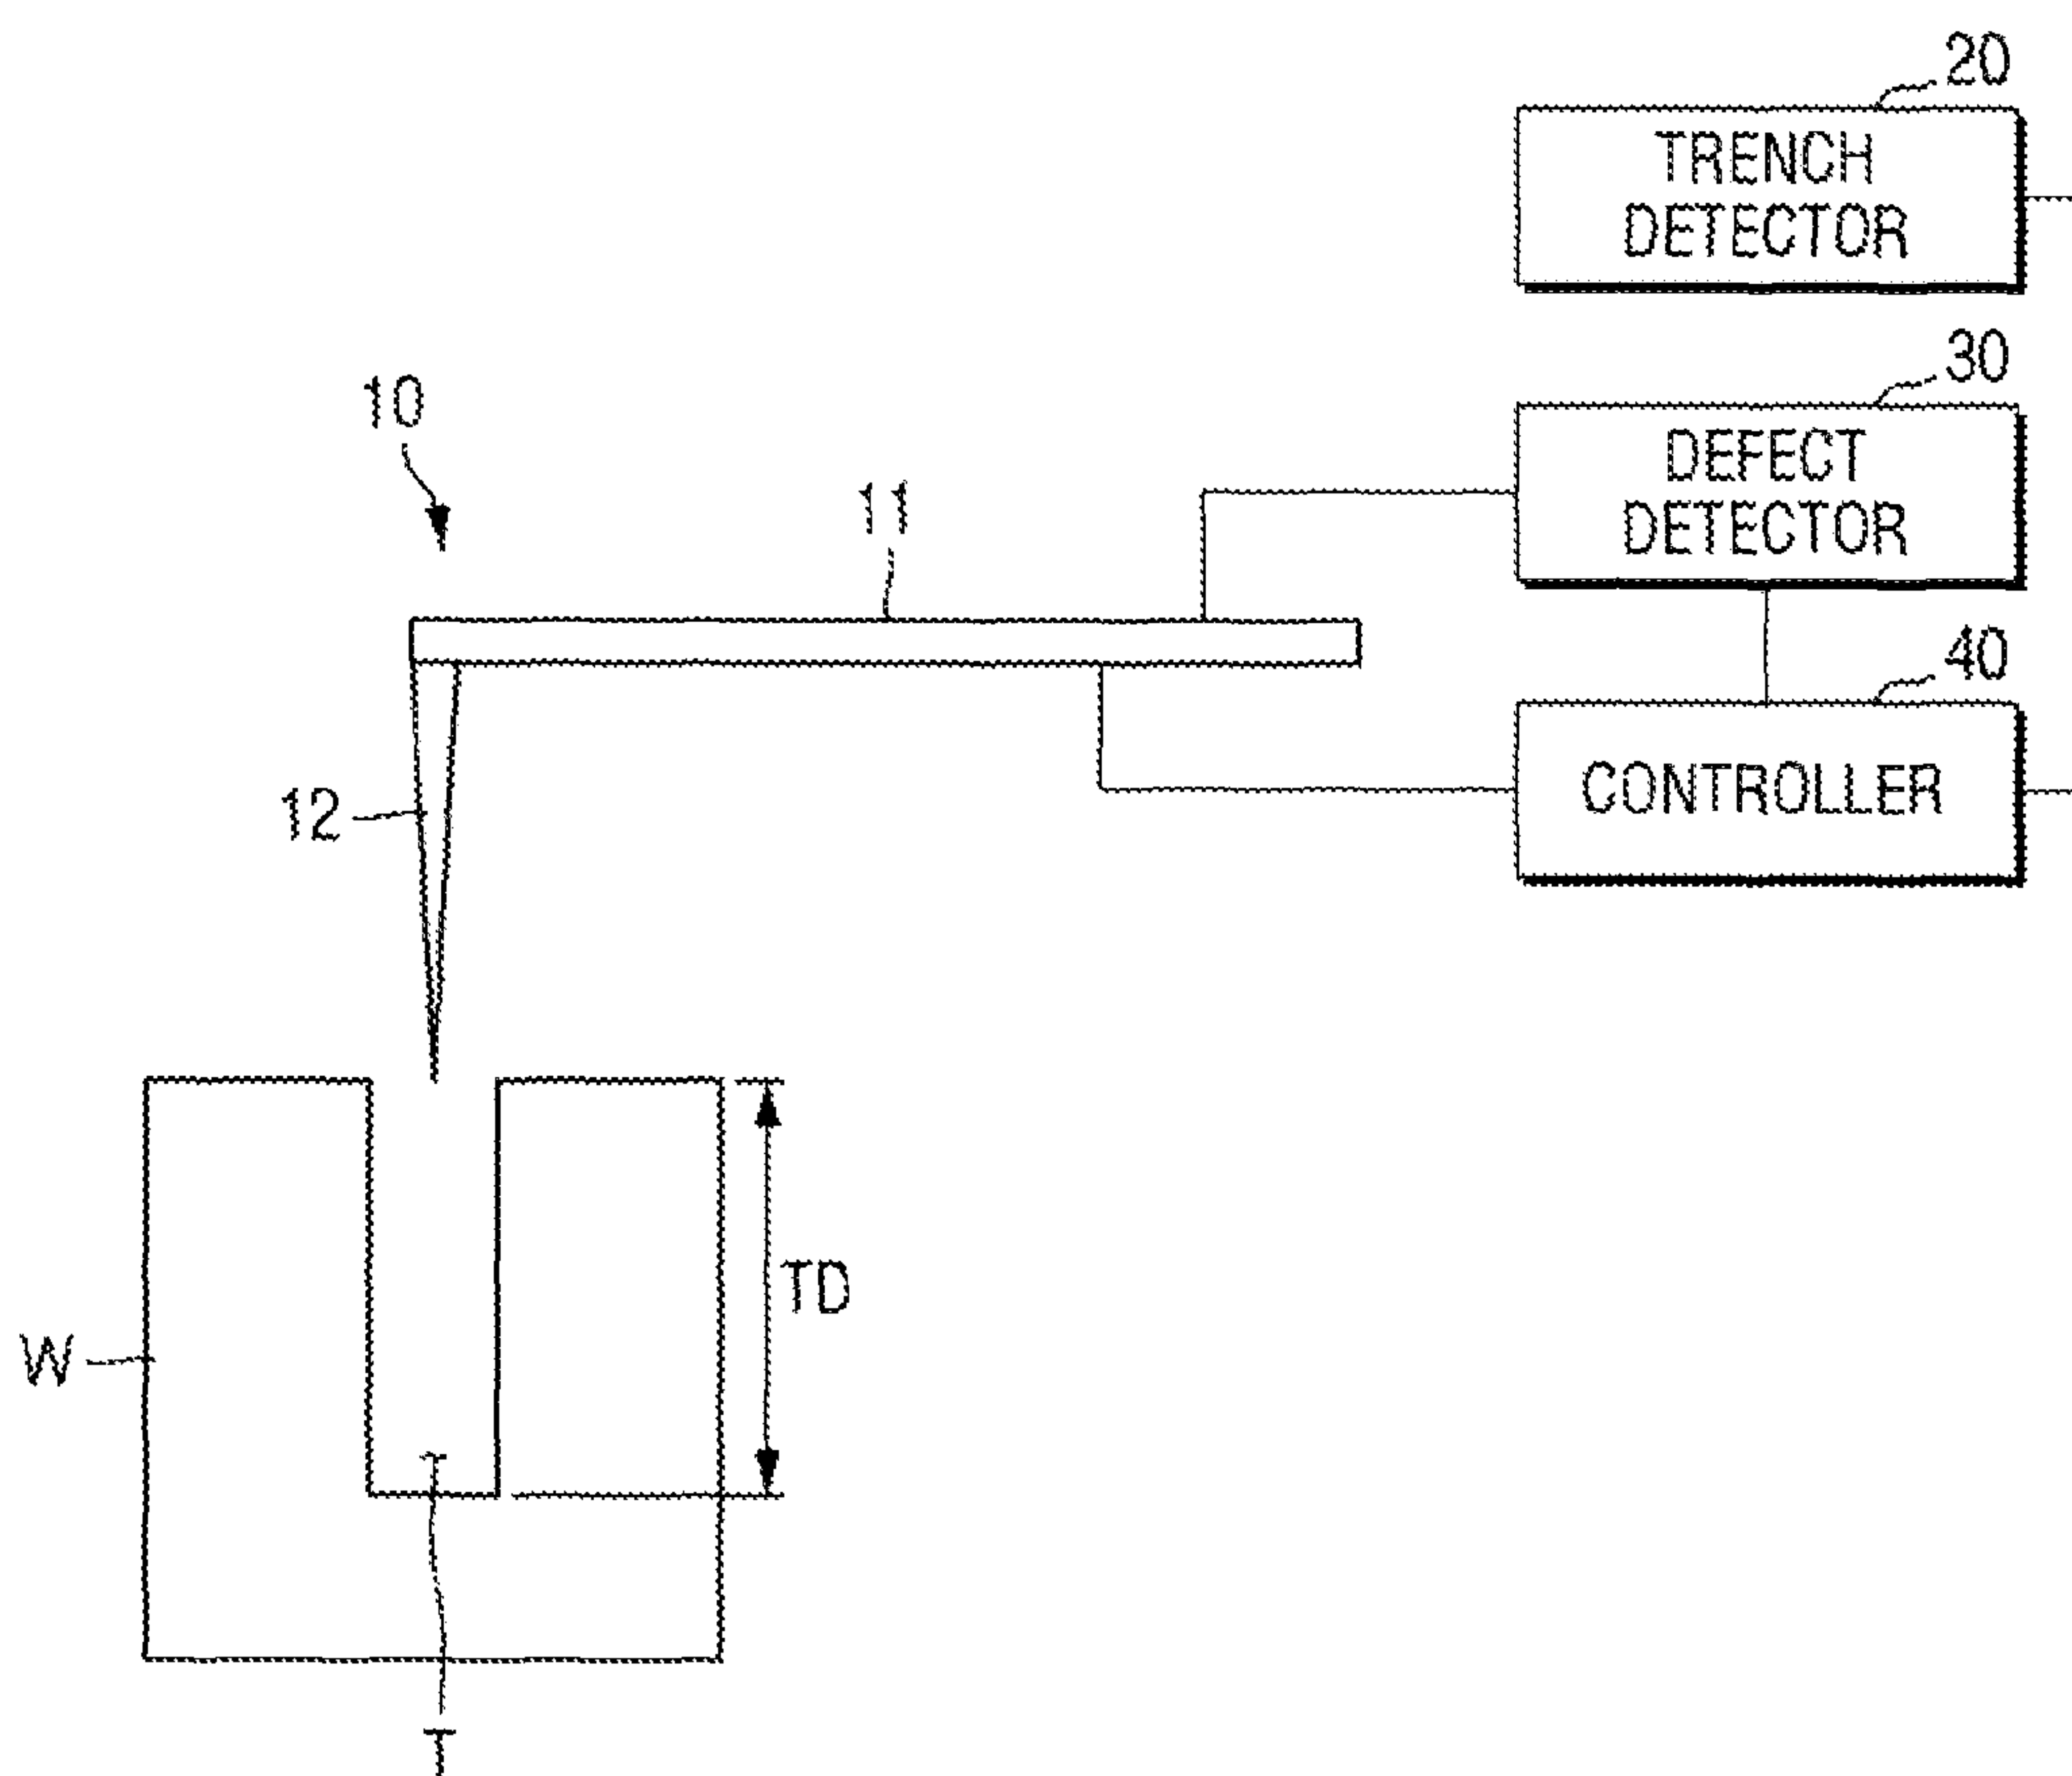 20
TRENCH
DETECTOR
30
DEFECT
DETECTOR
10
11
40
CONTROLLER
12
TD
W
T